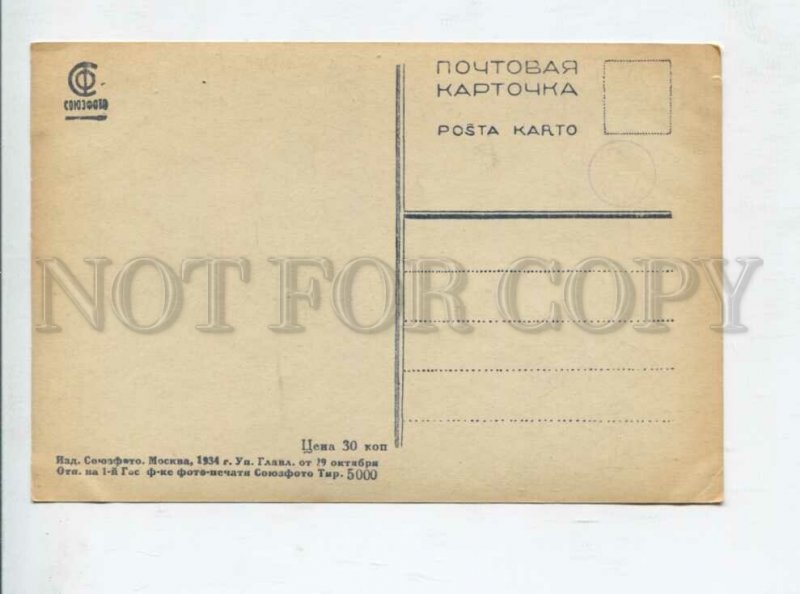 СОЮЗФОТО
ПОЧТОВАЯ
КАРТОЧКА
POŜTA KARTO
NOT FOR COPY
Цена 30 коп
Изд. Союзфото. Москва, 1934 г. Уп. Главл. от 29 октября
Отп. на 1-й Гос ф-ке фото-печати Союзфото Тир. 5000